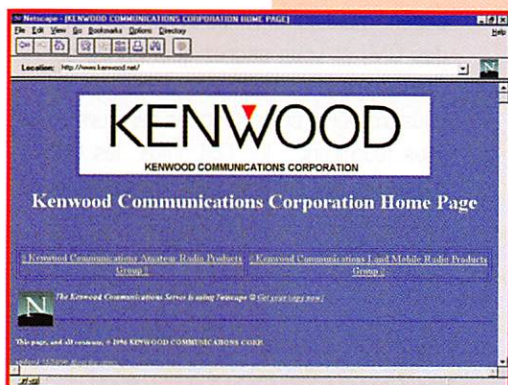 Netscape - [KENWOOD COMMUNICATIONS CORPORATION HOME PAGE]
File Edit View Go Bookmarks Options Directory Help
Location: http://www.kenwood.net/
N
KENWOOD
KENWOOD COMMUNICATIONS CORPORATION
Kenwood Communications Corporation Home Page
Kenwood Communications Amateur Radio Products Group
Kenwood Communications Land Mobile Radio Products Group
N
The Kenwood Communications Server is using Netscape Get your copy now!
This page, and all contents, © 1996 KENWOOD COMMUNICATIONS CORP.
updated